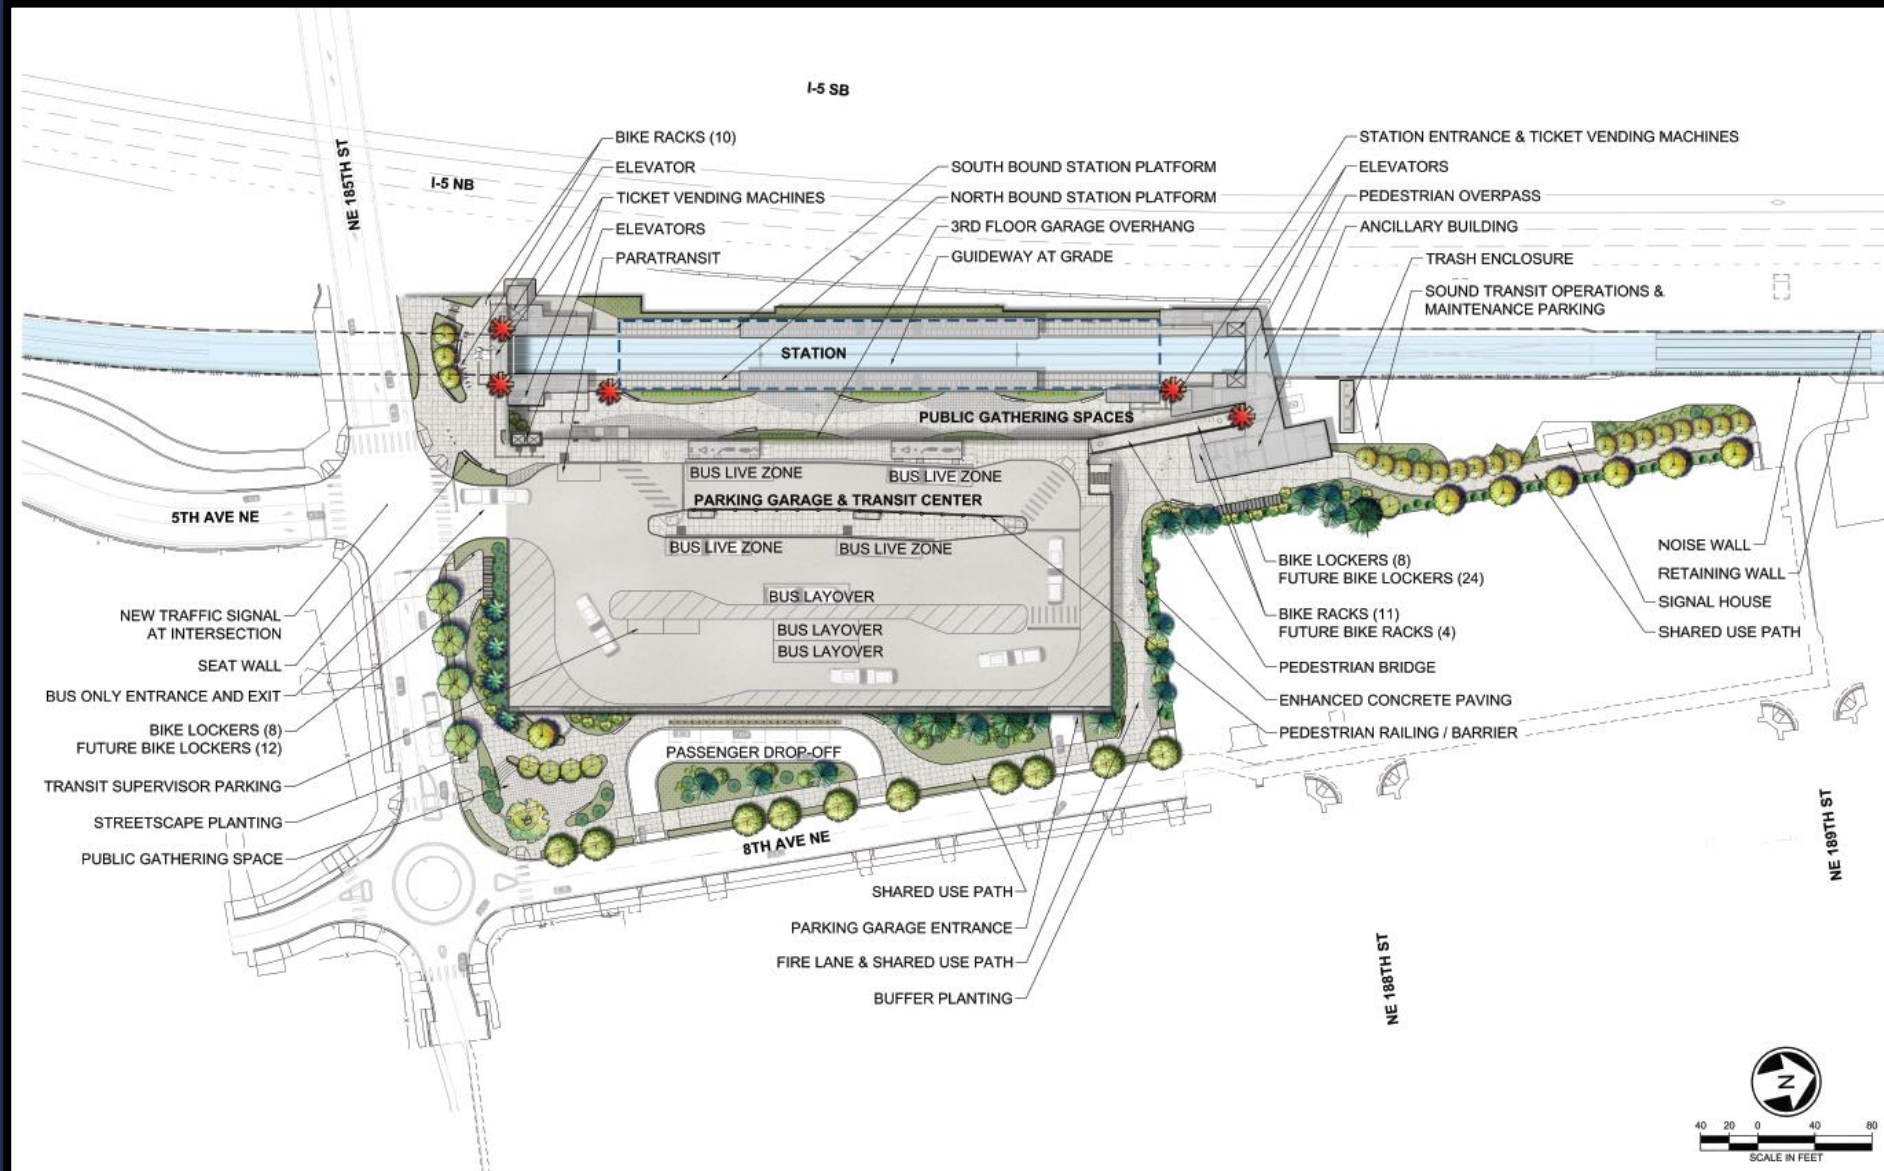 I-5 SB
NE 185TH ST
I-5 NB
BIKE RACKS (10)
ELEVATOR
TICKET VENDING MACHINES
ELEVATORS
PARATRANSIT
SOUTH BOUND STATION PLATFORM
NORTH BOUND STATION PLATFORM
3RD FLOOR GARAGE OVERHANG
GUIDEWAY AT GRADE
STATION ENTRANCE & TICKET VENDING MACHINES
ELEVATORS
PEDESTRIAN OVERPASS
ANCILLARY BUILDING
TRASH ENCLOSURE
SOUND TRANSIT OPERATIONS &
MAINTENANCE PARKING
STATION
PUBLIC GATHERING SPACES
BUS LIVE ZONE
BUS LIVE ZONE
PARKING GARAGE & TRANSIT CENTER
BUS LIVE ZONE
BUS LIVE ZONE
BUS LAYOVER
BUS LAYOVER
BUS LAYOVER
5TH AVE NE
NEW TRAFFIC SIGNAL
AT INTERSECTION
SEAT WALL
BUS ONLY ENTRANCE AND EXIT
BIKE LOCKERS (8)
FUTURE BIKE LOCKERS (12)
TRANSIT SUPERVISOR PARKING
STREETSCAPE PLANTING
PUBLIC GATHERING SPACE
PASSENGER DROP-OFF
8TH AVE NE
BIKE LOCKERS (8)
FUTURE BIKE LOCKERS (24)
BIKE RACKS (11)
FUTURE BIKE RACKS (4)
PEDESTRIAN BRIDGE
ENHANCED CONCRETE PAVING
PEDESTRIAN RAILING / BARRIER
NOISE WALL
RETAINING WALL
SIGNAL HOUSE
SHARED USE PATH
SHARED USE PATH
PARKING GARAGE ENTRANCE
FIRE LANE & SHARED USE PATH
BUFFER PLANTING
NE 188TH ST
NE 189TH ST
N
40 20 0 40 80
SCALE IN FEET